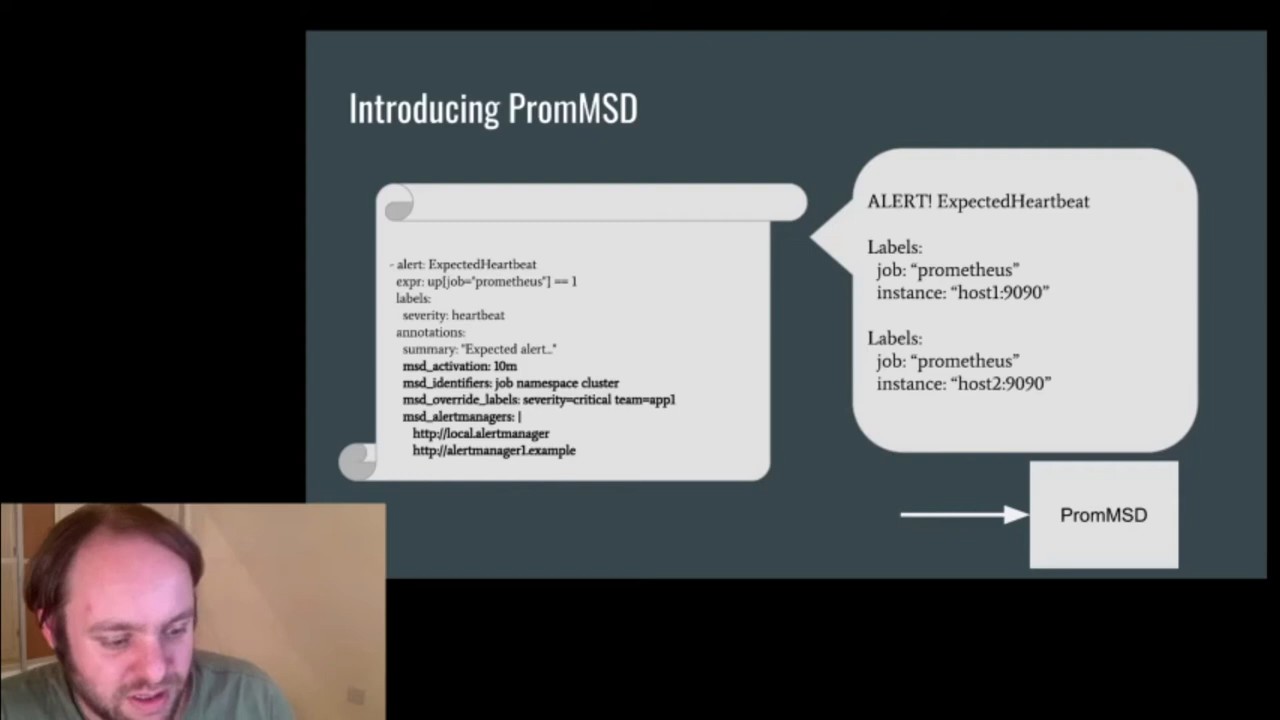 Introducing PromMSD
- alert: ExpectedHeartbeat
expr: up[job="prometheus"] == 1
labels:
severity: heartbeat
annotations:
summary: "Expected alert..."
msd_activation: 10m
msd_identifiers: job namespace cluster
msd_override_labels: severity=critical team=app1
msd_alertmanagers: |
http://local.alertmanager
http://alertmanager1.example
ALERT! ExpectedHeartbeat
Labels:
job: “prometheus”
instance: “host1:9090”
Labels:
job: “prometheus”
instance: “host2:9090”
PromMSD